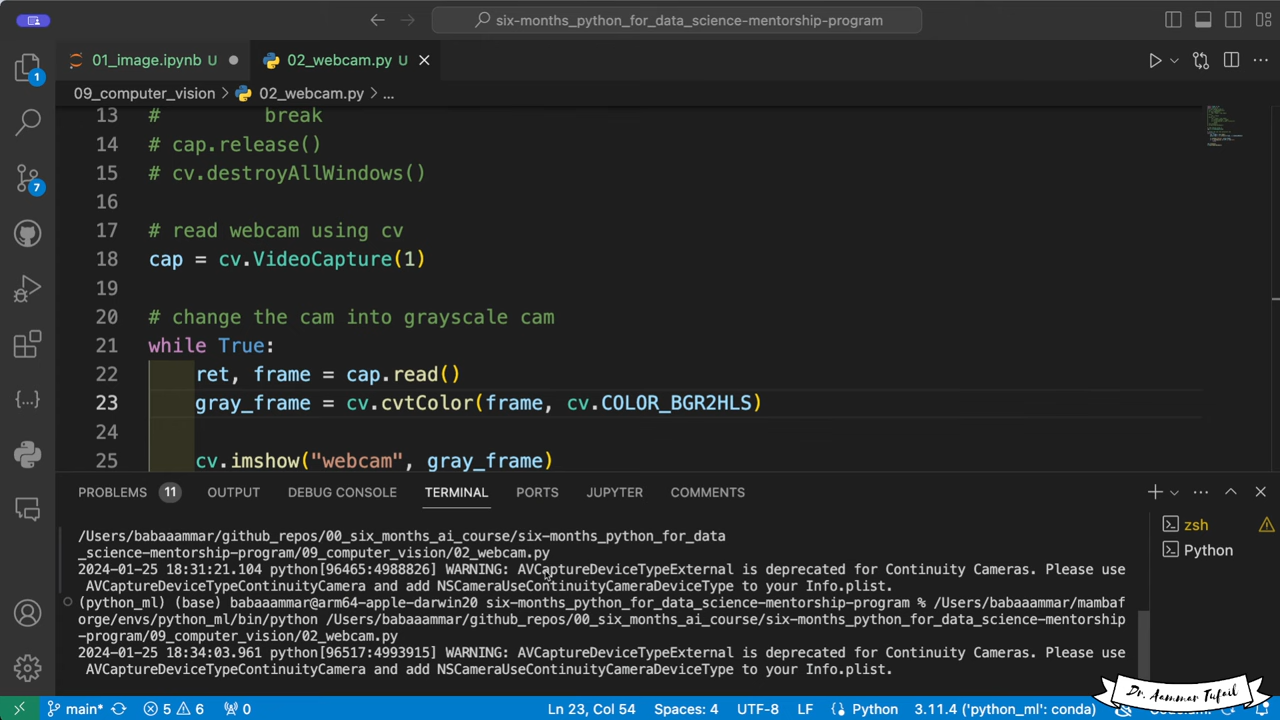 six-months_python_for_data_science-mentorship-program
01_image.ipynb U
02_webcam.py U
1
09_computer_vision > 02_webcam.py > ...
13 # break
14 # cap.release()
15 # cv.destroyAllWindows()
16
17 # read webcam using cv
18 cap = cv.VideoCapture(1)
19
20 # change the cam into grayscale cam
21 while True:
22 ret, frame = cap.read()
23 gray_frame = cv.cvtColor(frame, cv.COLOR_BGR2HLS)
24
25 cv.imshow("webcam", gray_frame)
7
PROBLEMS 11 OUTPUT DEBUG CONSOLE TERMINAL PORTS JUPYTER COMMENTS
/Users/babaaammar/github_repos/00_six_months_ai_course/six-months_python_for_data
_science-mentorship-program/09_computer_vision/02_webcam.py
2024-01-25 18:31:21.104 python[96465:4988826] WARNING: AVCaptureDeviceTypeExternal is deprecated for Continuity Cameras. Please use
AVCaptureDeviceTypeContinuityCamera and add NSCameraUseContinuityCameraDeviceType to your Info.plist.
(python_ml) (base) babaaammar@arm64-apple-darwin20 six-months_python_for_data_science-mentorship-program % /Users/babaaammar/mambaf
orge/envs/python_ml/bin/python /Users/babaaammar/github_repos/00_six_months_ai_course/six-months_python_for_data_science-mentorship
-program/09_computer_vision/02_webcam.py
2024-01-25 18:34:03.961 python[96517:4993915] WARNING: AVCaptureDeviceTypeExternal is deprecated for Continuity Cameras. Please use
AVCaptureDeviceTypeContinuityCamera and add NSCameraUseContinuityCameraDeviceType to your Info.plist.
zsh
Python
Dr. Aammar Tufail
main* 5 6 0 Ln 23, Col 54 Spaces: 4 UTF-8 LF Python 3.11.4 ('python_ml': conda)